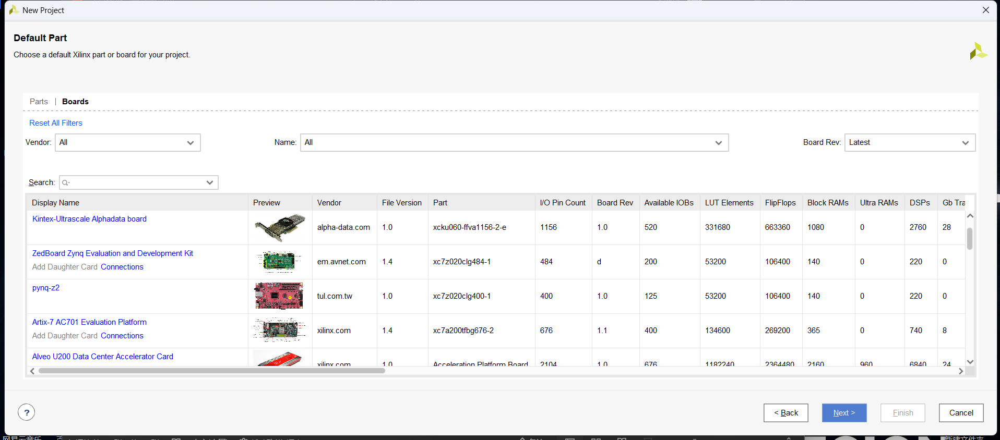 New Project
Default Part
Choose a default Xilinx part or board for your project.
Parts | Boards
Reset All Filters
Vendor: All Name: All Board Rev: Latest
Search:
Display Name Preview Vendor File Version Part I/O Pin Count Board Rev Available IOBs LUT Elements FlipFlops Block RAMs Ultra RAMs DSPs Gb Tra
Kintex-Ultrascale Alphadata board alpha-data.com 1.0 xcku060-ffva1156-2-e 1156 1.0 520 331680 663360 1080 0 2760 28
ZedBoard Zynq Evaluation and Development Kit em.avnet.com 1.4 xc7z020clg484-1 484 d 200 53200 106400 140 0 220 0
Add Daughter Card Connections
pynq-z2 tul.com.tw 1.0 xc7z020clg400-1 400 1.0 125 53200 106400 140 0 220 0
Artix-7 AC701 Evaluation Platform xilinx.com 1.4 xc7a200tfbg676-2 676 1.1 400 134600 269200 365 0 740 8
Add Daughter Card Connections
Alveo U200 Data Center Accelerator Card xilinx.com 1.0 Acceleration Platform Board 2104 1.0 676 1182240 2364480 2160 960 6840 24
?
< Back Next > Finish Cancel